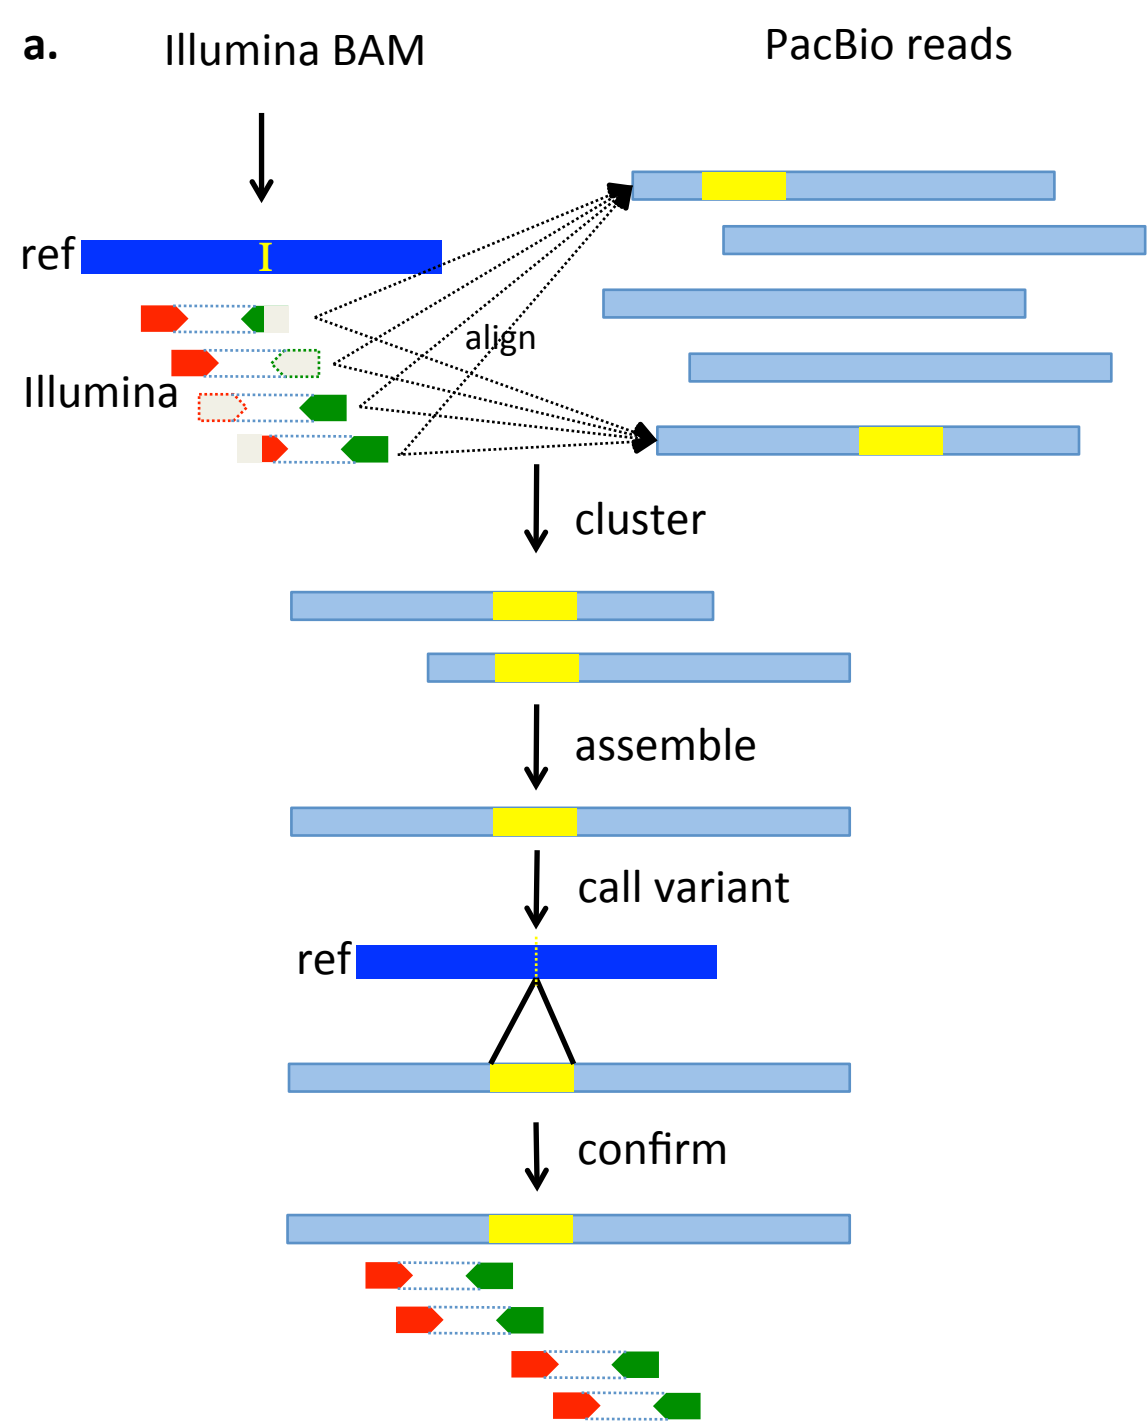 a.
Illumina BAM
PacBio reads
ref
I
align
Illumina
cluster
assemble
call variant
ref
confirm